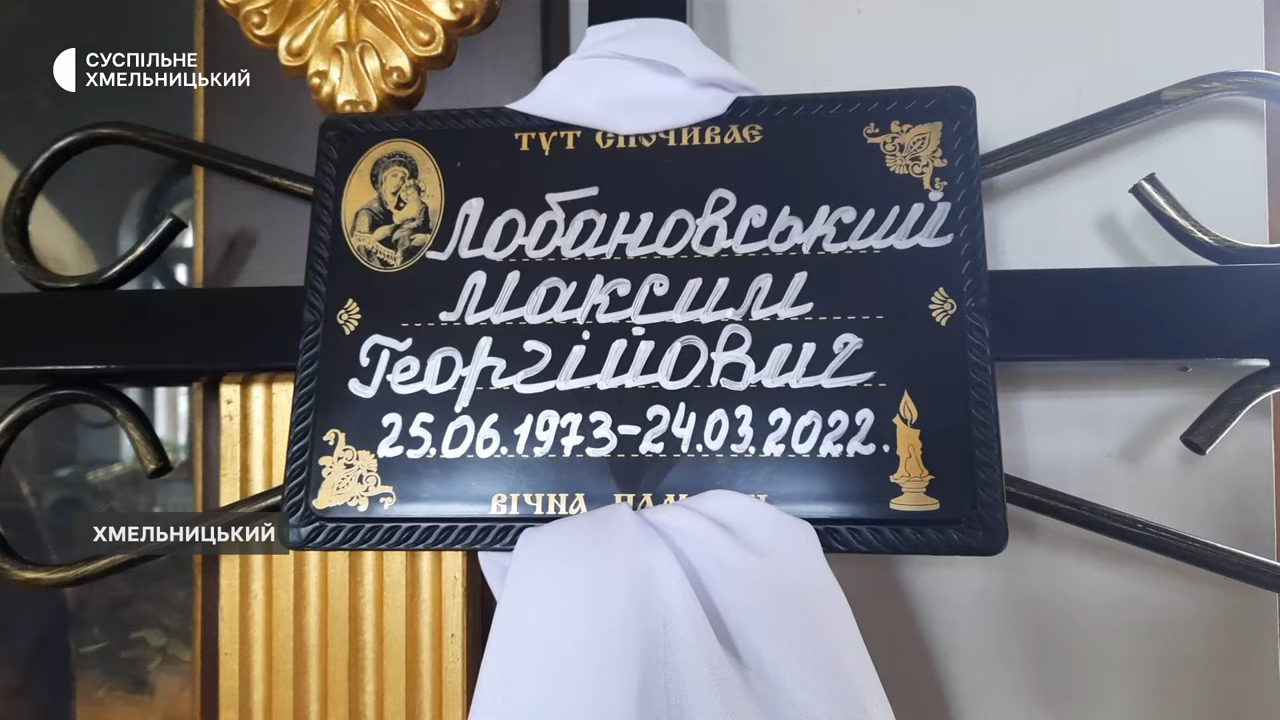 СУСПІЛЬНЕ
ХМЕЛЬНИЦЬКИЙ
ТУТ СПОЧИВАЄ
Лобановський
Максим
Георгійович
25.06.1973-24.03.2022.
ВІЧНА
ХМЕЛЬНИЦЬКИЙ